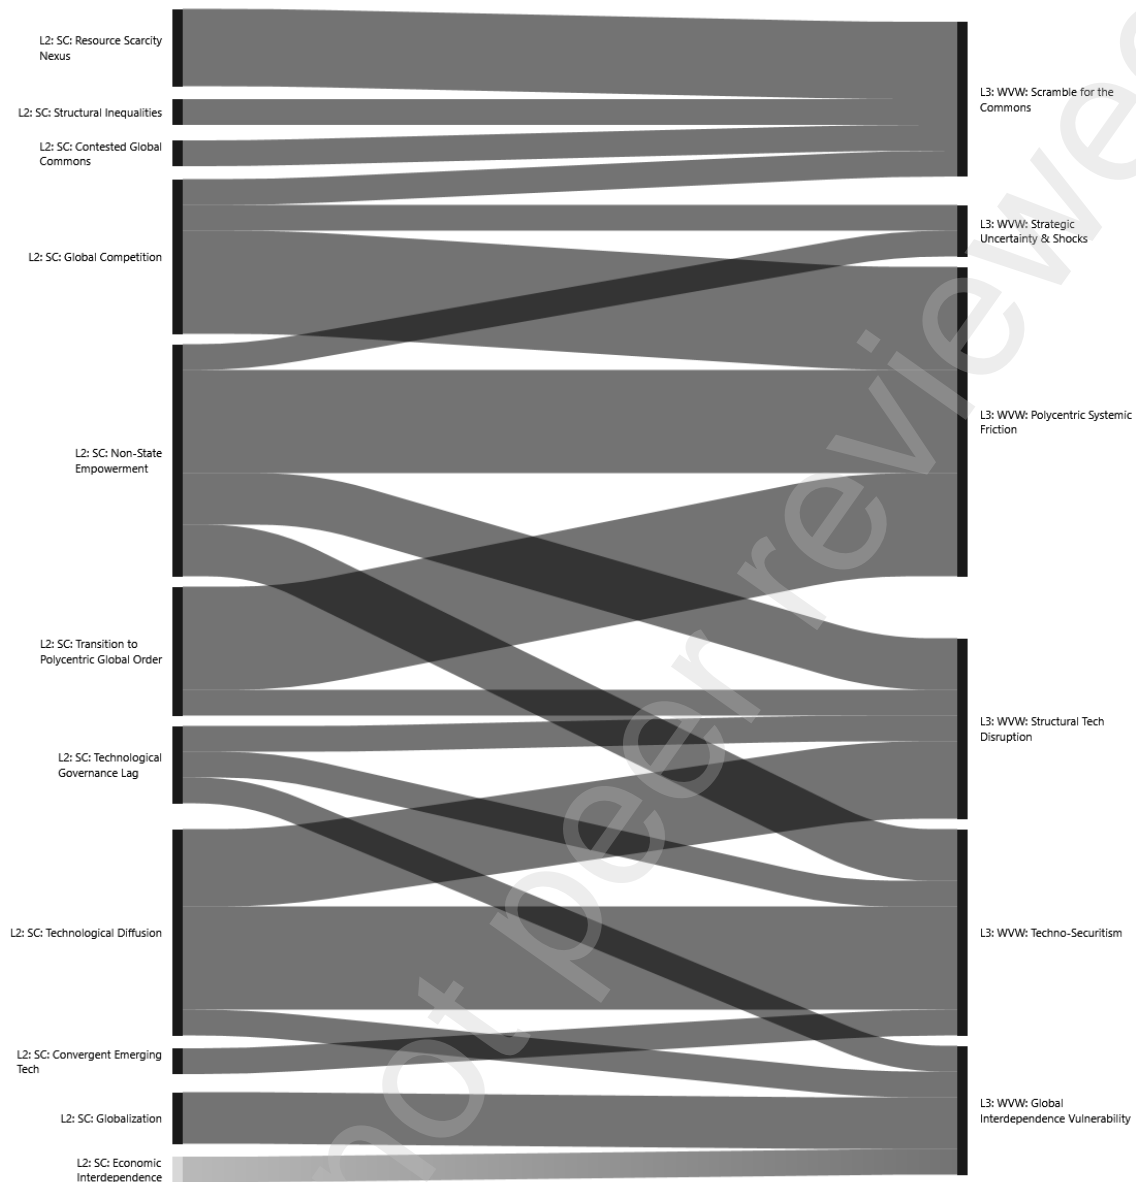 L2: SC: Resource Scarcity
Nexus
L2: SC: Structural Inequalities
L2: SC: Contested Global
Commons
L2: SC: Global Competition
L2: SC: Non-State
Empowerment
L2: SC: Transition to
Polycentric Global Order
L2: SC: Technological
Governance Lag
L2: SC: Technological Diffusion
L2: SC: Convergent Emerging
Tech
L2: SC: Globalization
L2: SC: Economic
Interdependence
L3: WVW: Scramble for the
Commons
L3: WVW: Strategic
Uncertainty & Shocks
L3: WVW: Polycentric Systemic
Friction
L3: WVW: Structural Tech
Disruption
L3: WVW: Techno-Securitism
L3: WVW: Global
Interdependence Vulnerability
not peer reviewe